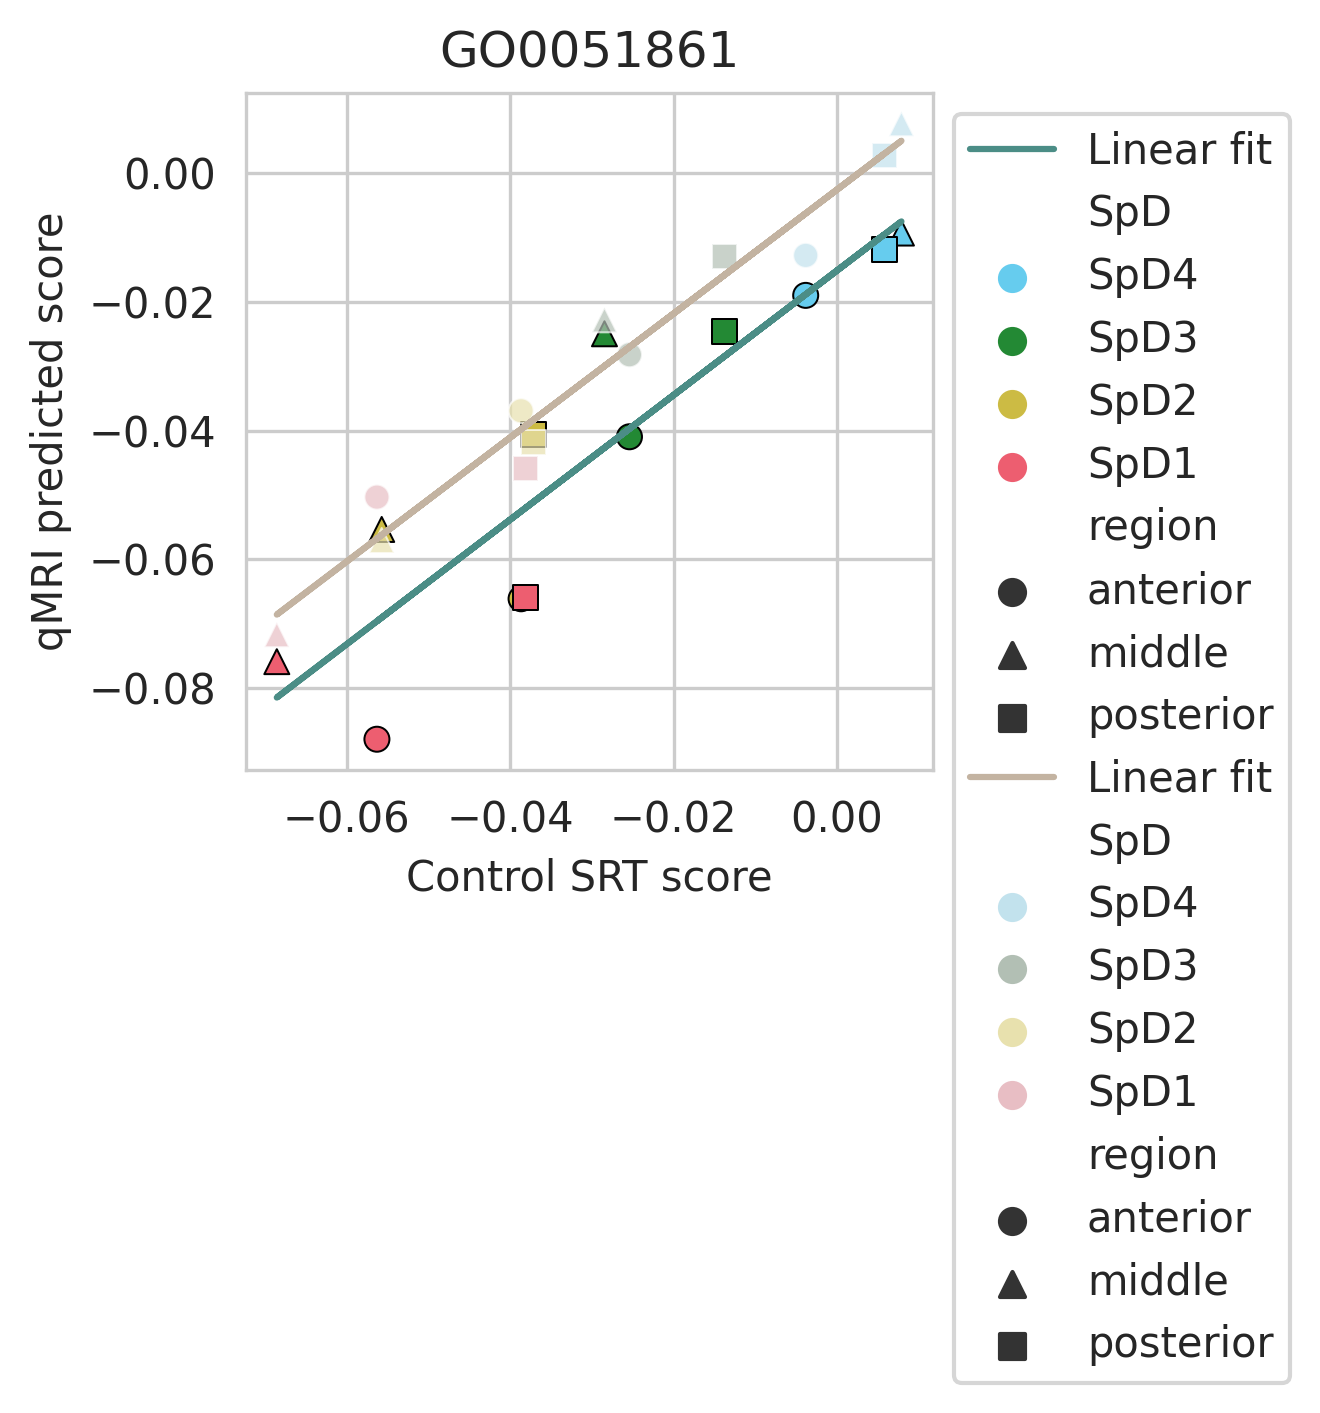 GO0051861
0.00
−0.02
−0.04
−0.06
−0.08
qMRI predicted score
−0.06 −0.04 −0.02 0.00
Control SRT score
Linear fit
SpD
SpD4
SpD3
SpD2
SpD1
region
anterior
middle
posterior
Linear fit
SpD
SpD4
SpD3
SpD2
SpD1
region
anterior
middle
posterior